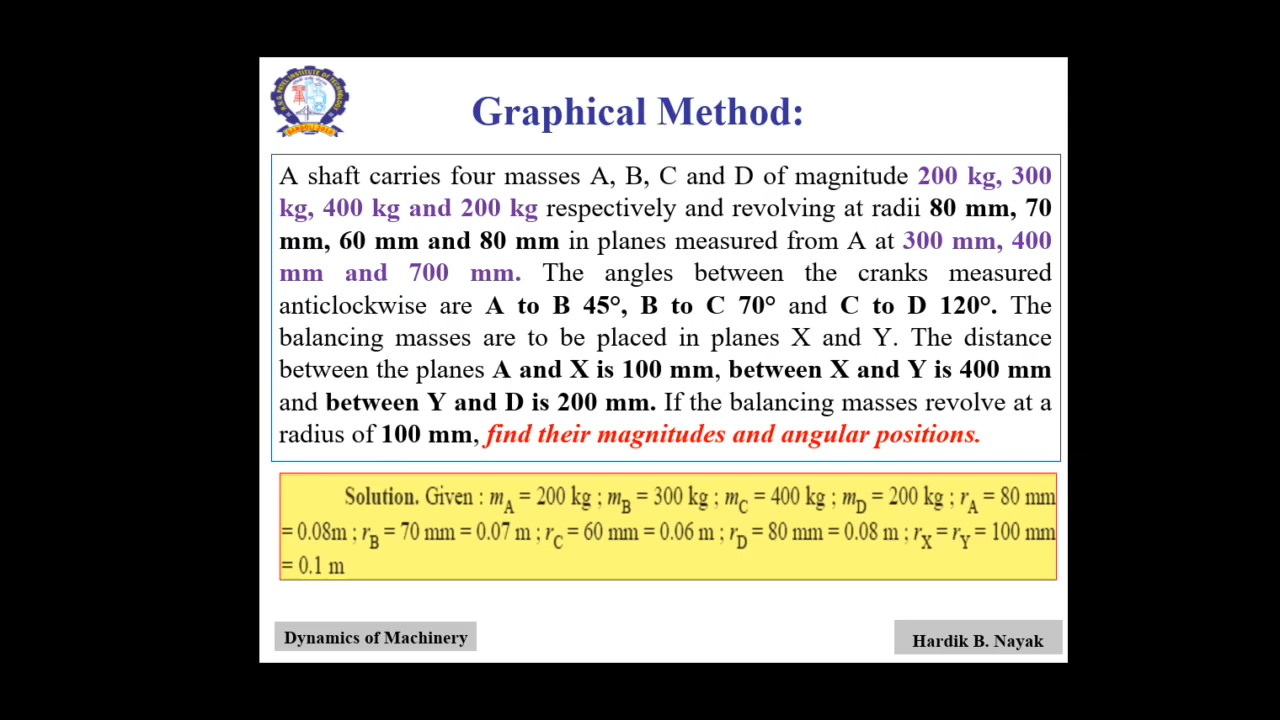 Graphical Method:
A shaft carries four masses A, B, C and D of magnitude 200 kg, 300
kg, 400 kg and 200 kg respectively and revolving at radii 80 mm, 70
mm, 60 mm and 80 mm in planes measured from A at 300 mm, 400
mm and 700 mm. The angles between the cranks measured
anticlockwise are A to B 45°, B to C 70° and C to D 120°. The
balancing masses are to be placed in planes X and Y. The distance
between the planes A and X is 100 mm, between X and Y is 400 mm
and between Y and D is 200 mm. If the balancing masses revolve at a
radius of 100 mm, find their magnitudes and angular positions.
Solution. Given : mA = 200 kg ; mB = 300 kg ; mC = 400 kg ; mD = 200 kg ; rA = 80 mm
= 0.08m ; rB = 70 mm = 0.07 m ; rC = 60 mm = 0.06 m ; rD = 80 mm = 0.08 m ; rX = rY = 100 mm
= 0.1 m
Dynamics of Machinery
Hardik B. Nayak